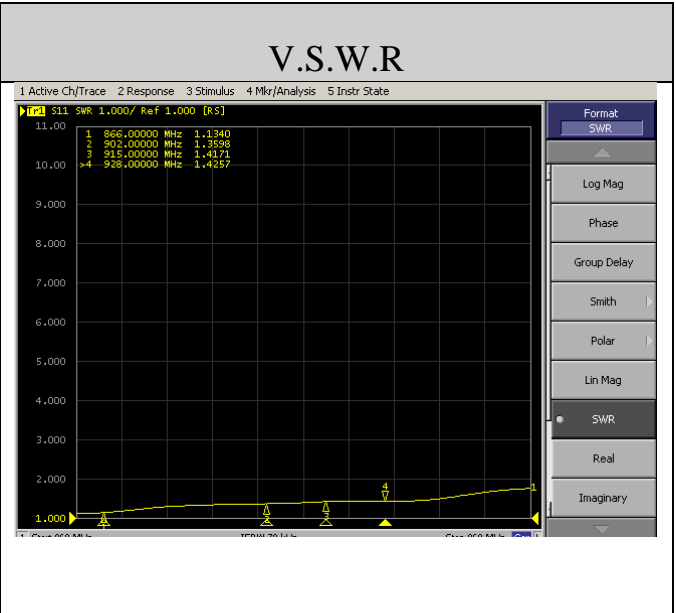 V.S.W.R
1 Active Ch/Trace 2 Response 3 Stimulus 4 Mkr/Analysis 5 Instr State
Tr1 S11 SWR 1.000/ Ref 1.000 [RS]
11.00
1 866.00000 MHz 1.1340
2 902.00000 MHz 1.3598
3 915.00000 MHz 1.4171
>4 928.00000 MHz 1.4257
10.00
9.000
8.000
7.000
6.000
5.000
4.000
3.000
2.000
1.000
4
1
2
3
Format
SWR
Log Mag
Phase
Group Delay
Smith
Polar
Lin Mag
SWR
Real
Imaginary